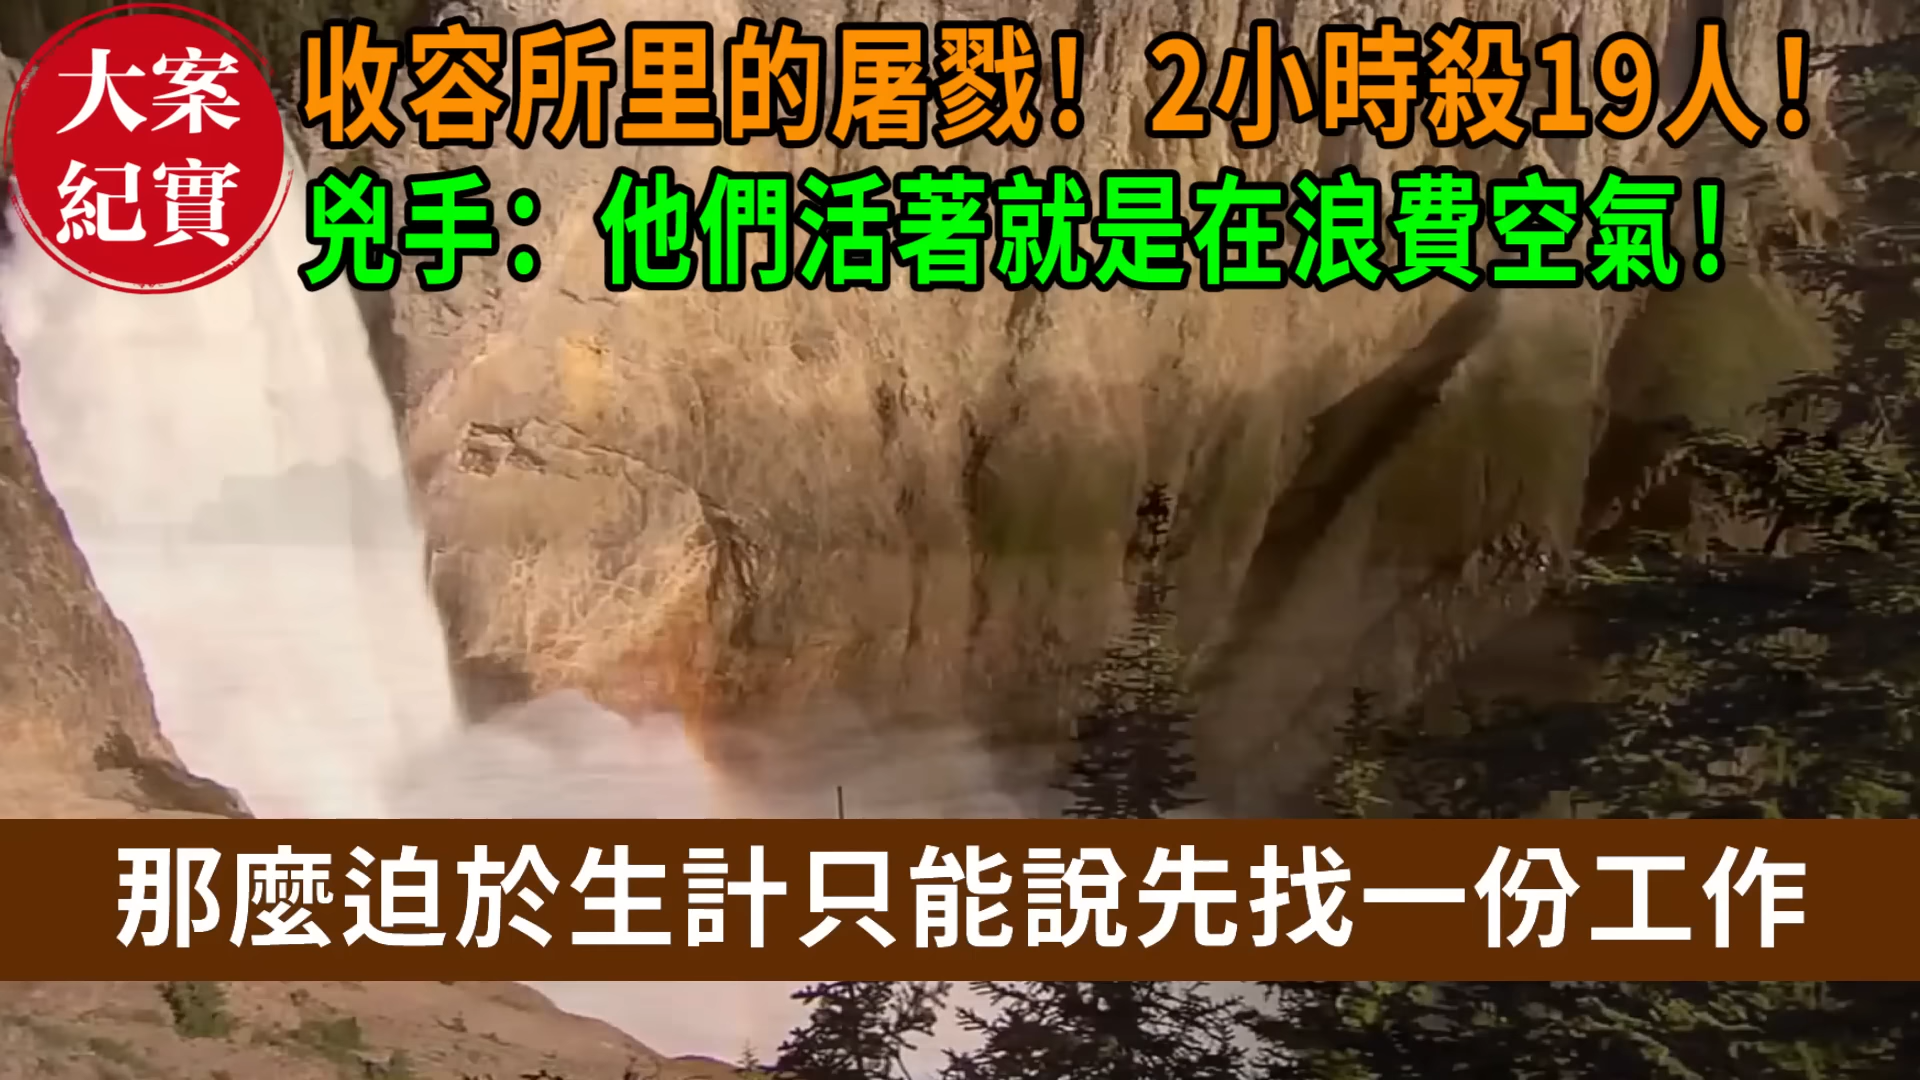 大案
紀實
收容所里的屠戮！2小時殺19人！
兇手：他們活著就是在浪費空氣！
那麼迫於生計只能說先找一份工作